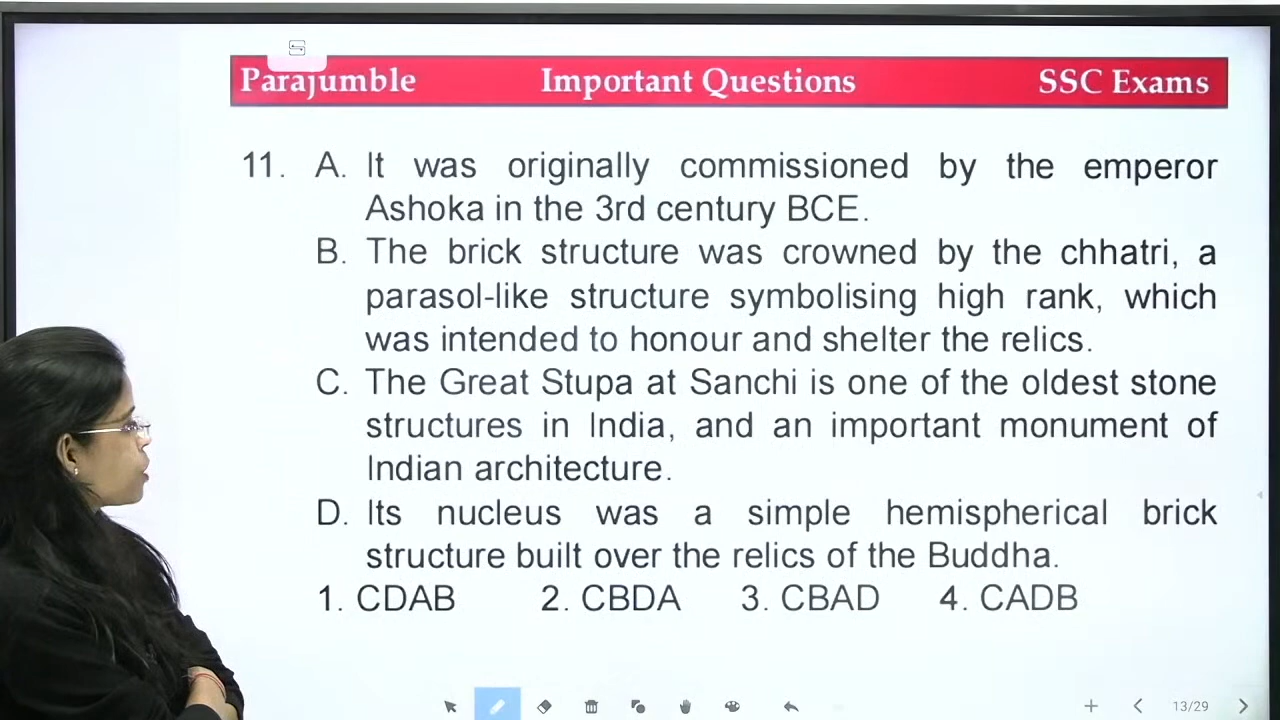 Parajumble Important Questions SSC Exams
11. A. It was originally commissioned by the emperor
Ashoka in the 3rd century BCE.
B. The brick structure was crowned by the chhatri, a
parasol-like structure symbolising high rank, which
was intended to honour and shelter the relics.
C. The Great Stupa at Sanchi is one of the oldest stone
structures in India, and an important monument of
Indian architecture.
D. Its nucleus was a simple hemispherical brick
structure built over the relics of the Buddha.
1. CDAB 2. CBDA 3. CBAD 4. CADB
13/29